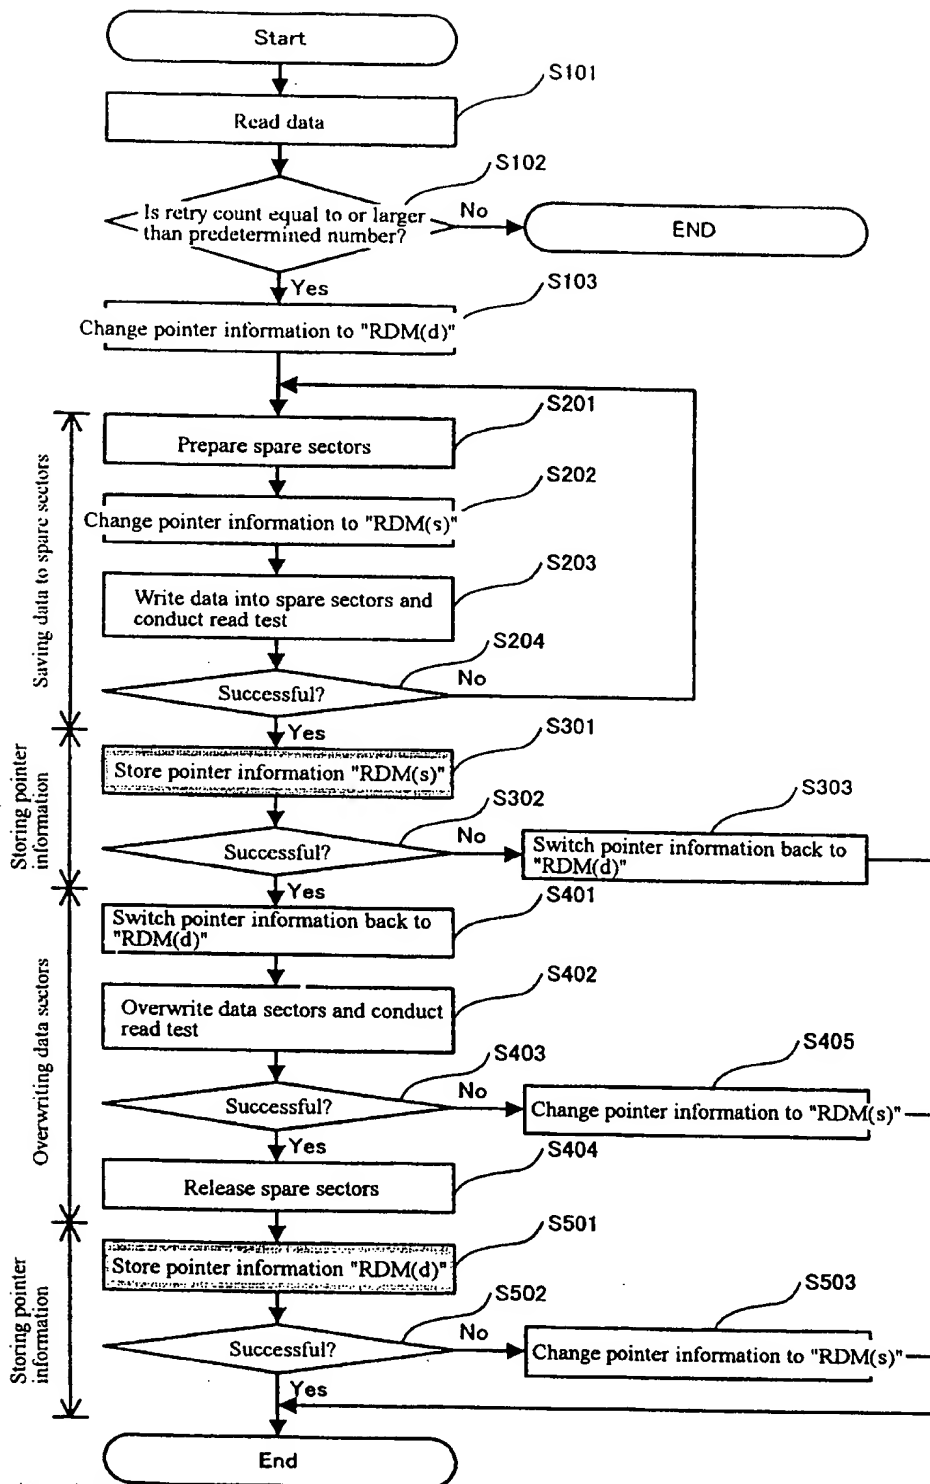 Start
S101
Read data
S102
Is retry count equal to or larger
than predetermined number?
No
END
Yes
S103
Change pointer information to "RDM(d)"
Saving data to spare sectors
S201
Prepare spare sectors
S202
Change pointer information to "RDM(s)"
S203
Write data into spare sectors and
conduct read test
S204
Successful?
No
Yes
Storing pointer
information
S301
Store pointer information "RDM(s)"
S302
Successful?
No
S303
Switch pointer information back to
"RDM(d)"
Yes
Overwriting data sectors
S401
Switch pointer information back to
"RDM(d)"
S402
Overwrite data sectors and conduct
read test
S403
Successful?
No
S405
Change pointer information to "RDM(s)"
Yes
S404
Release spare sectors
Storing pointer
information
S501
Store pointer information "RDM(d)"
S502
Successful?
No
S503
Change pointer information to "RDM(s)"
Yes
End